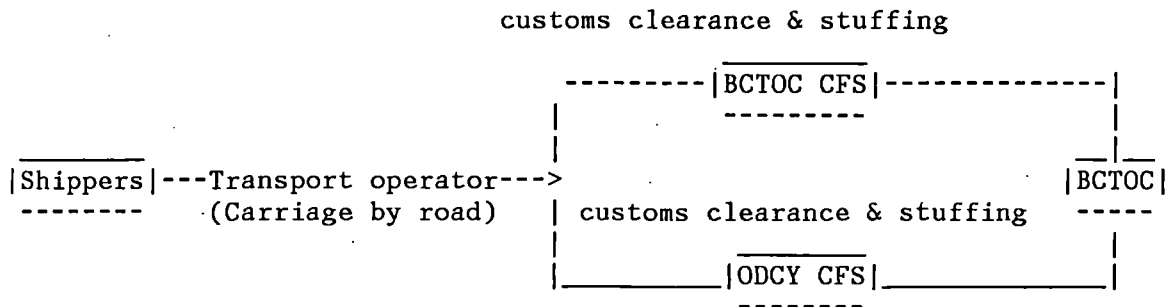 customs clearance & stuffing
BCTOC CFS
Shippers Transport operator BCTOC
(Carriage by road) customs clearance & stuffing
ODCY CFS